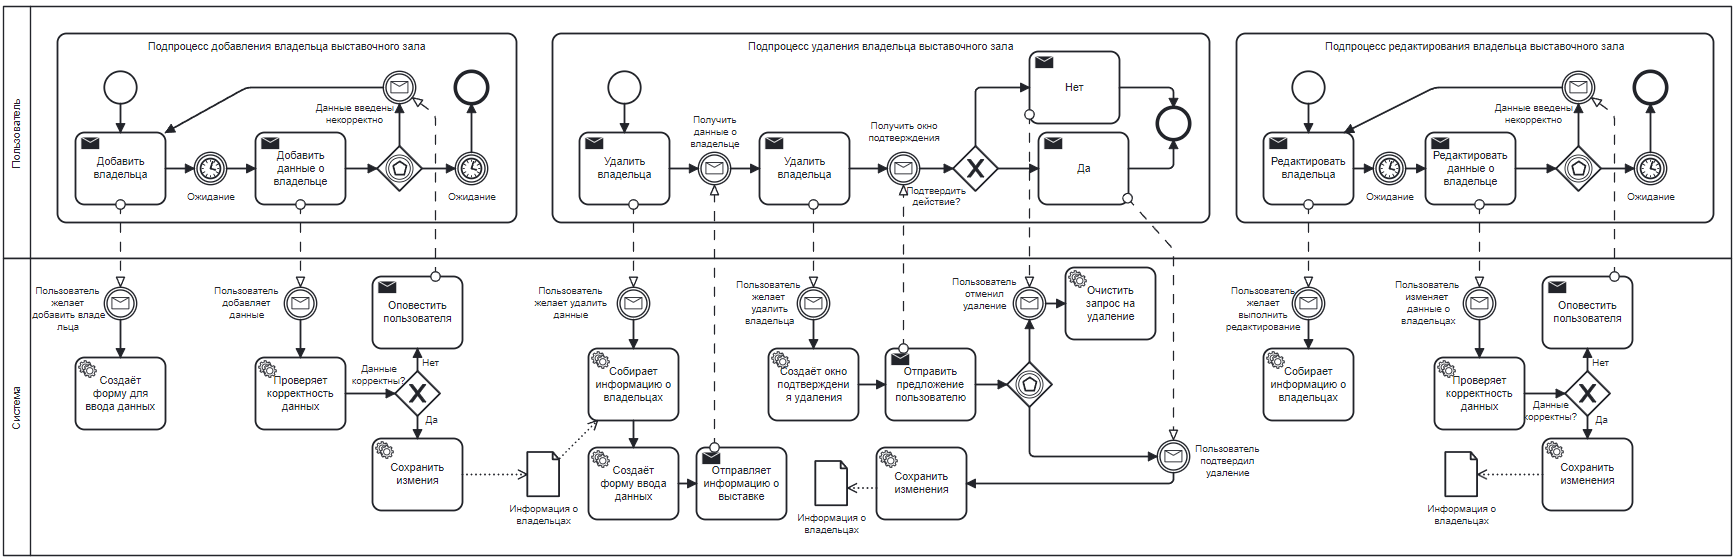 Пользователь
Подпроцесс добавления владельца выставочного зала
Данные введены
некорректно
Добавить
владельца
Ожидание
Добавить
данные о
владельце
Ожидание
Подпроцесс удаления владельца выставочного зала
Удалить
владельца
Получить
данные о
владельце
Удалить
владельца
Получить окно
подтверждения
Подтвердить
действие?
Нет
Да
Подпроцесс редактирования владельца выставочного зала
Данные введены
некорректно
Редактировать
владельца
Ожидание
Редактировать
данные о
владельце
Ожидание
Система
Пользователь
желает
добавить владе
льца
Создаёт
форму для
ввода данных
Пользователь
добавляет
данные
Проверяет
корректность
данных
Данные
корректны?
Нет
Да
Оповестить
пользователя
Сохранить
измения
Информация о
владельцах
Пользователь
желает удалить
данные
Собирает
информацию о
владельцах
Создаёт
форму ввода
данных
Отправляет
информацию о
выставке
Пользователь
желает
удалить
владельца
Создаёт окно
подтверждени
я удаления
Отправить
предложение
пользователю
Пользователь
отменил
удаление
Очистить
запрос на
удаление
Пользователь
подтвердил
удаление
Сохранить
изменения
Информация о
владельцах
Пользователь
желает
выполнить
редактирование
Собирает
информацию о
владельцах
Пользователь
изменяет
данные о
владельцах
Проверяет
корректность
данных
Данные
корректны?
Нет
Да
Оповестить
пользователя
Сохранить
изменения
Информация о
владельцах